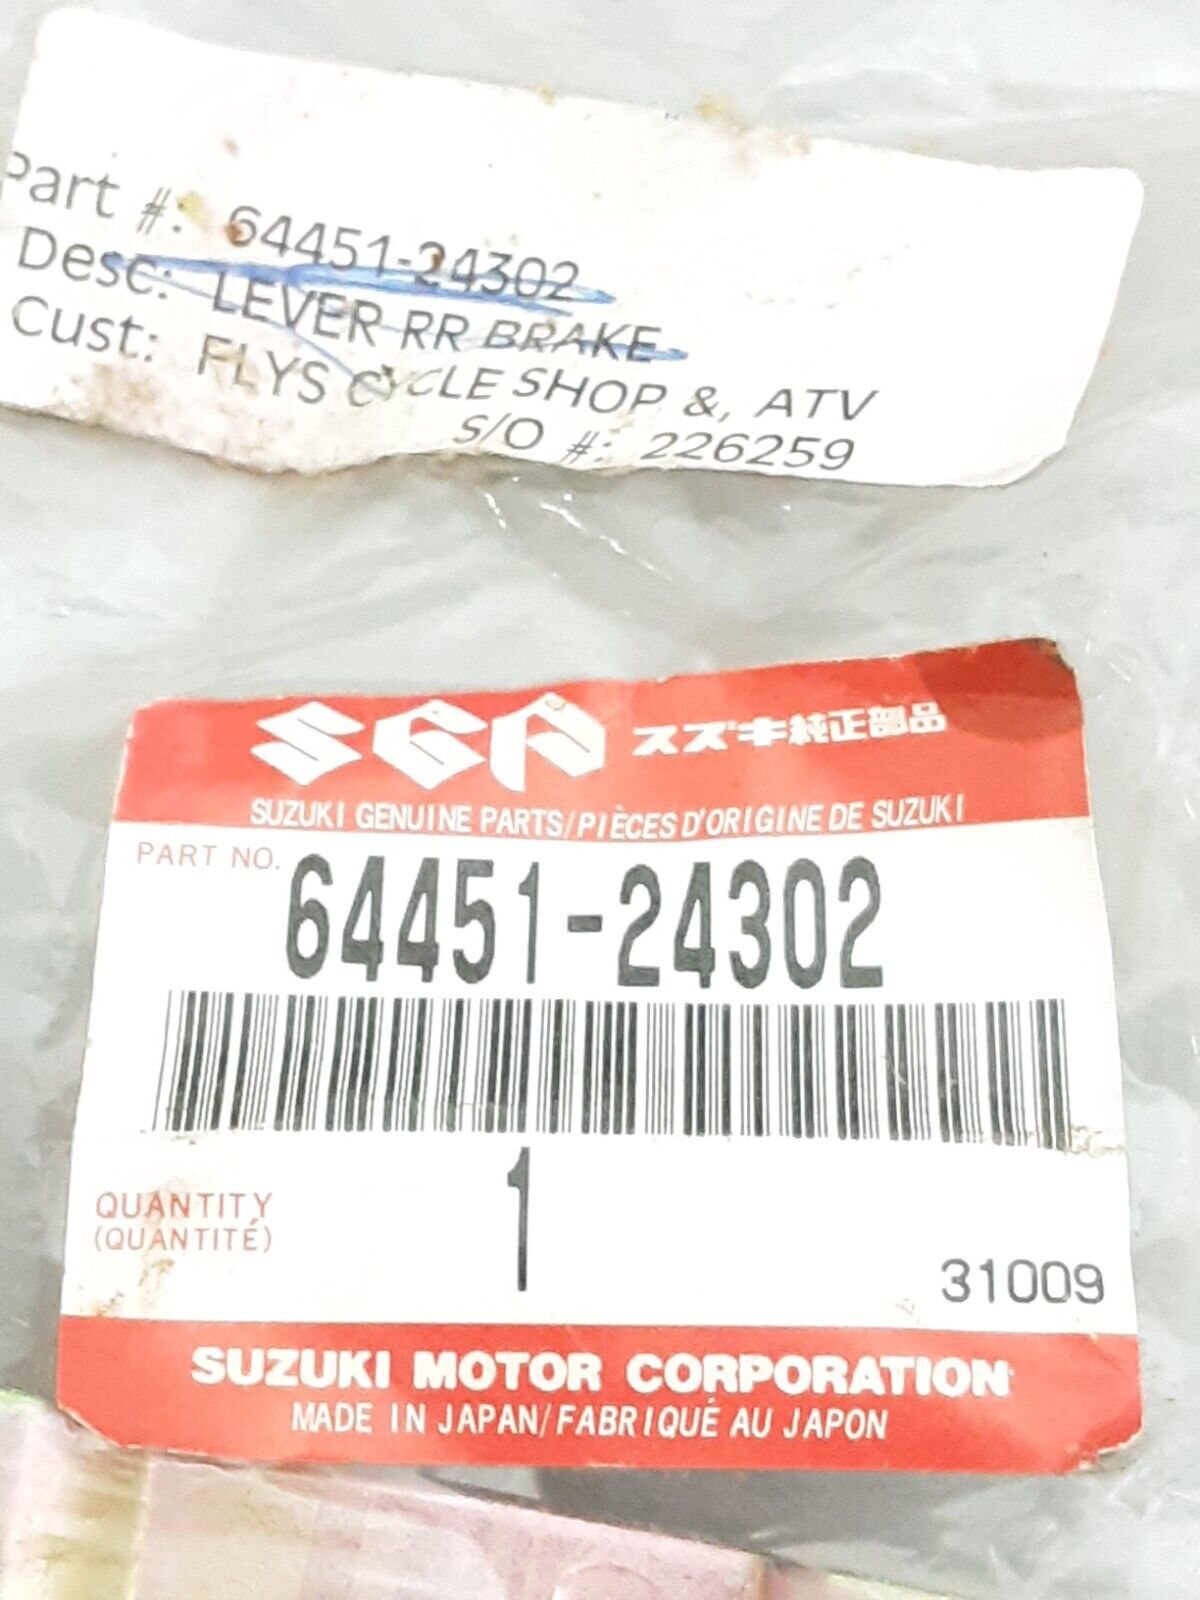 Part #: 64451-24302
Desc: LEVER RR BRAKE
Cust: FLYS CYCLE SHOP &, ATV
S/O #: 226259
SGP スズキ純正部品
SUZUKI GENUINE PARTS/PIÈCES D'ORIGINE DE SUZUKI
PART NO. 64451-24302
1
QUANTITY
(QUANTITÉ)
31009
SUZUKI MOTOR CORPORATION
MADE IN JAPAN/FABRIQUÉ AU JAPON